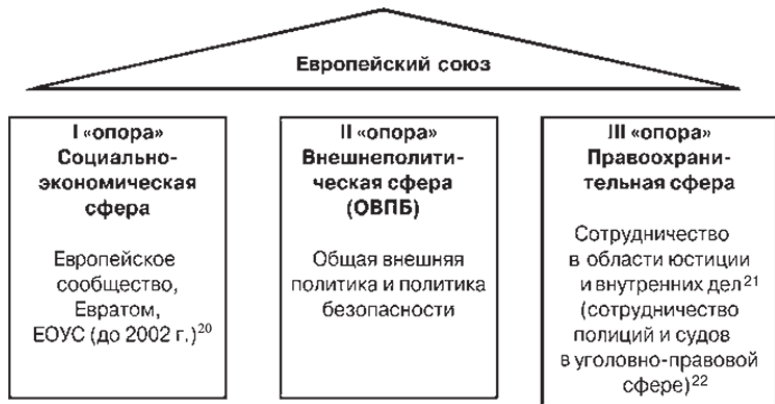 Европейский союз
I «опора»
Социально-
экономическая
сфера
Европейское
сообщество,
Евратом,
ЕОУС (до 2002 г.)20
II «опора»
Внешнеполити-
ческая сфера
(ОВПБ)
Общая внешняя
политика и политика
безопасности
III «опора»
Правоохрани-
тельная сфера
Сотрудничество
в области юстиции
и внутренних дел21
(сотрудничество
полиций и судов
в уголовно-правовой
сфере)22